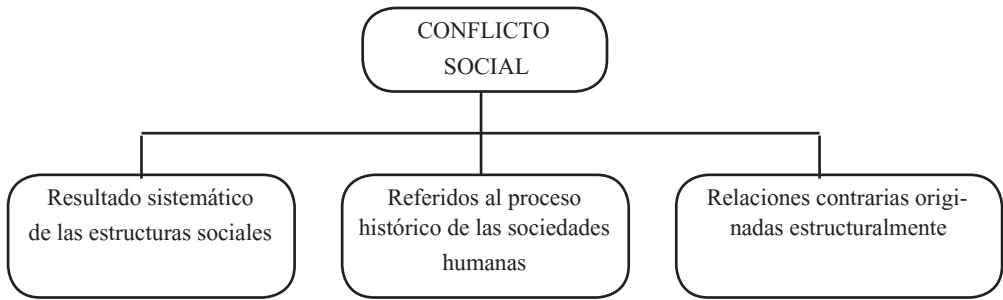 CONFLICTO
SOCIAL
Resultado sistemático
de las estructuras sociales
Referidos al proceso
histórico de las sociedades
humanas
Relaciones contrarias origi-
nadas estructuralmente